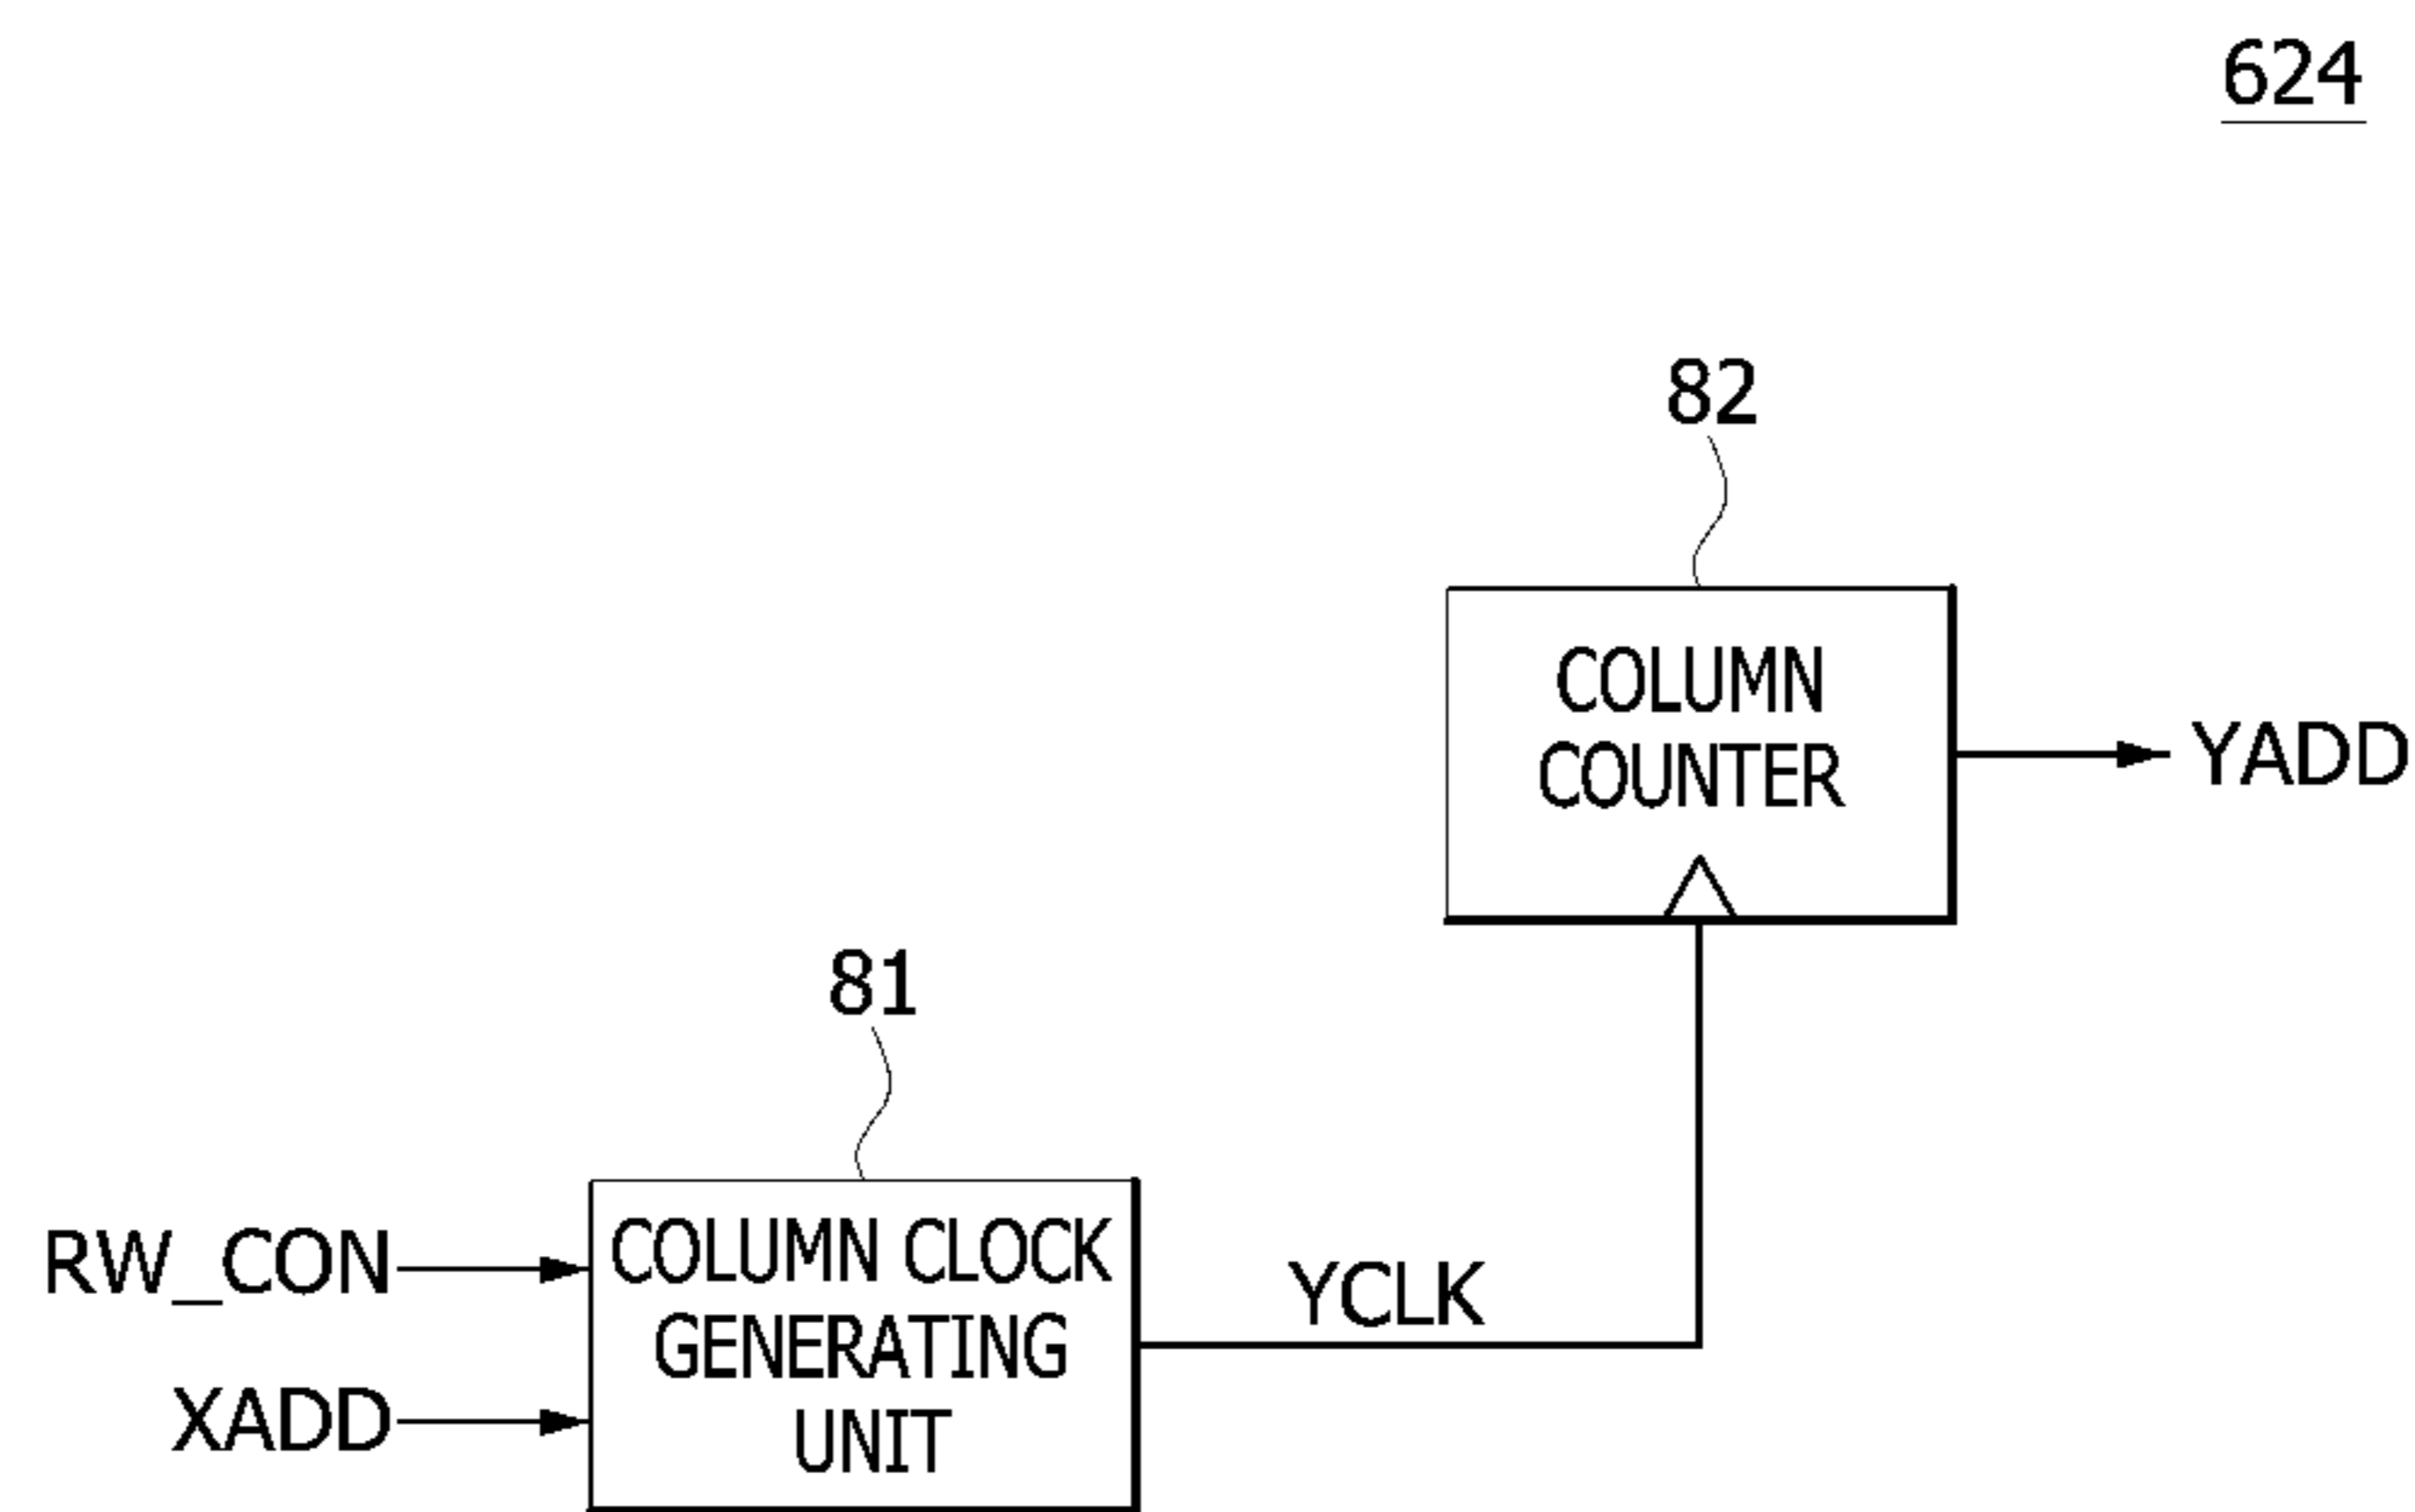 624
82
COLUMN
COUNTER
YADD
81
RW_CON
XADD
COLUMN CLOCK
GENERATING
UNIT
YCLK